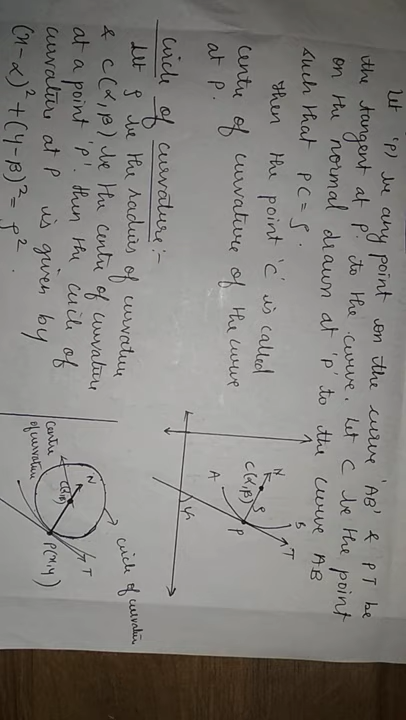 Let 'P' be any point on the curve 'AB' & PT be
the tangent at P. to the curve. Let C be the point
on the normal drawn at 'P' to the curve AB
such that PC = ρ.
then the point 'C' is called
centre of curvature of the curve
at P.
N
C(α,β)
ρ
A
P
B
T
ψ
Circle of curvature:-
Let ρ be the radius of curvature
& C(α,β) be the centre of curvature
at a point 'P'. then the circle of
curvature at P is given by
(x-α)² + (y-β)² = ρ².
circle of curvature
N
T
P(x,y)
centre
of curvature